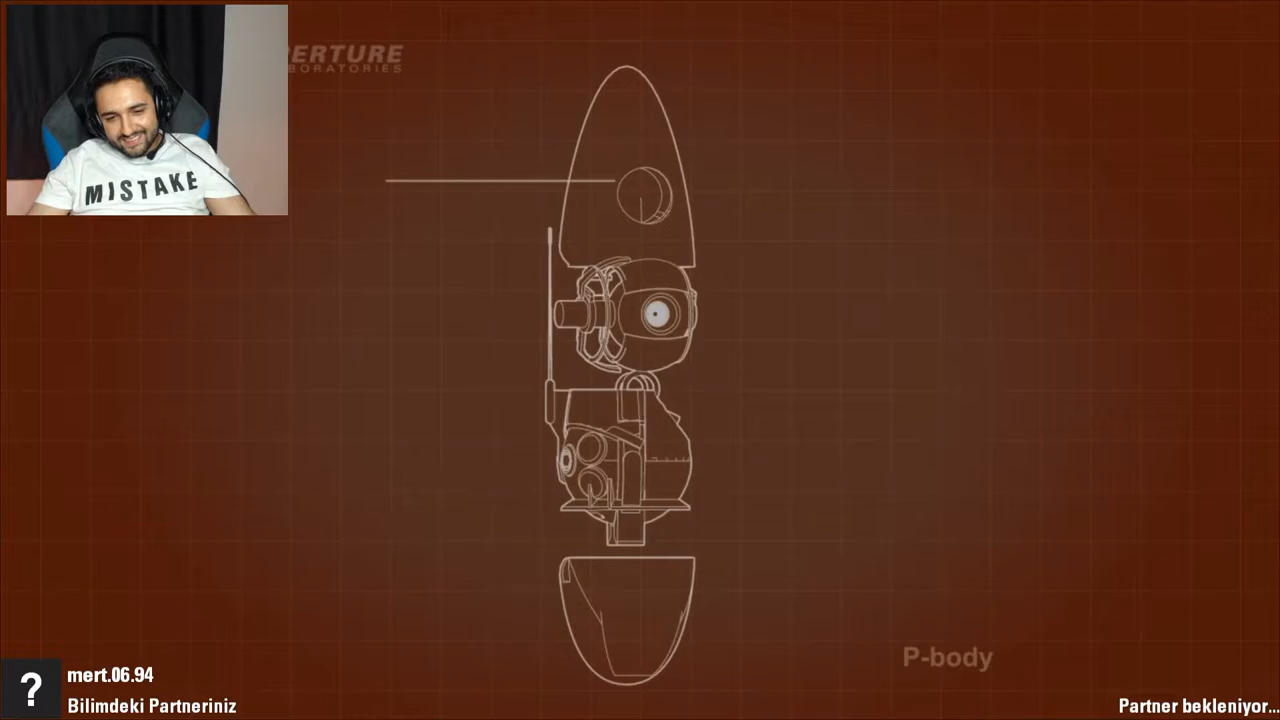 PERTURE
BORATORIES
MISTAKE
P-body
?
mert.06.94
Bilimdeki Partneriniz
Partner bekleniyor...